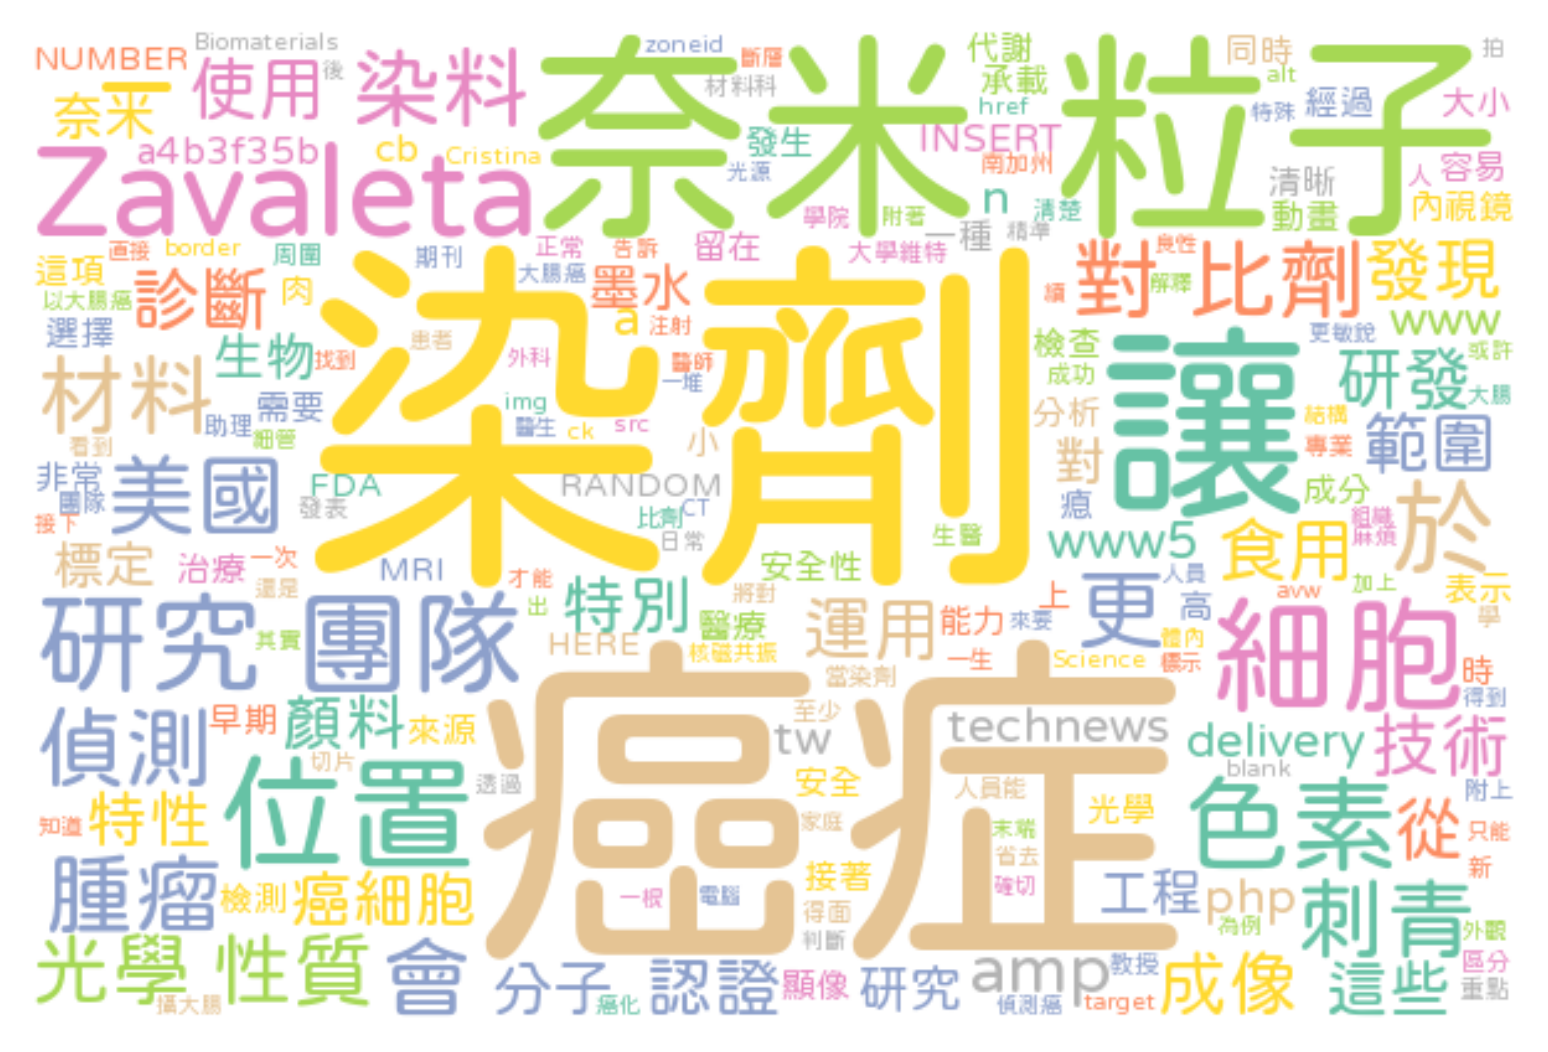 NUMBER
Biomaterials
後
使用
染料
奈米粒子
zoneid
斷層
材料科
代謝
承載
href
同時
alt
特殊
經過
拍
大小
奈米
Zavaleta
a4b3f35b
cb
Cristina
發生
光源
INSERT
南加州
清晰
動畫
人
容易
內視鏡
學院
附著
n
清楚
一種
精準
這項
直接
border
周圍
期刊
正常
告訴
留在
大學維特
對比劑
良性
解釋
續
發現
以大腸癌
診斷
肉
大腸癌
墨水
a
注射
選擇
生物
找到
患者
外科
醫師
一堆
染劑
檢查
成功
讓
更敏銳
www
研發
或許
大腸
材料
助理
需要
細管
看到
img
醫生
ck
src
小
分析
對
結構
專業
範圍
非常
團隊
接下
美國
FDA
發表
RANDOM
比劑
CT
日常
生醫
瘜
成分
組織
麻煩
於
標定
治療
一次
還是
MRI
才能
出
安全性
www5
食用
表示
學
研究團隊
其實
特別
將對
醫療
HERE
核磁共振
運用
能力
來要
上
更
人員
高
avw
加上
一生
Science
體內
標示
細胞
時
得到
偵測
早期
顏料
來源
切片
癌症
當染劑
至少
tw
technews
delivery
blank
技術
附上
知道
特性
位置
透過
安全
家庭
人員能
末端
省去
確切
光學
色素
從
只能
新
腫瘤
檢測
癌細胞
一根
電腦
接著
得面
判斷
工程
php
為例
刺青
外觀
光學
性質
攝大腸
會
分子
癌化
認證
顯像
研究
amp
教授
偵測癌
target
成像
這些
區分
重點